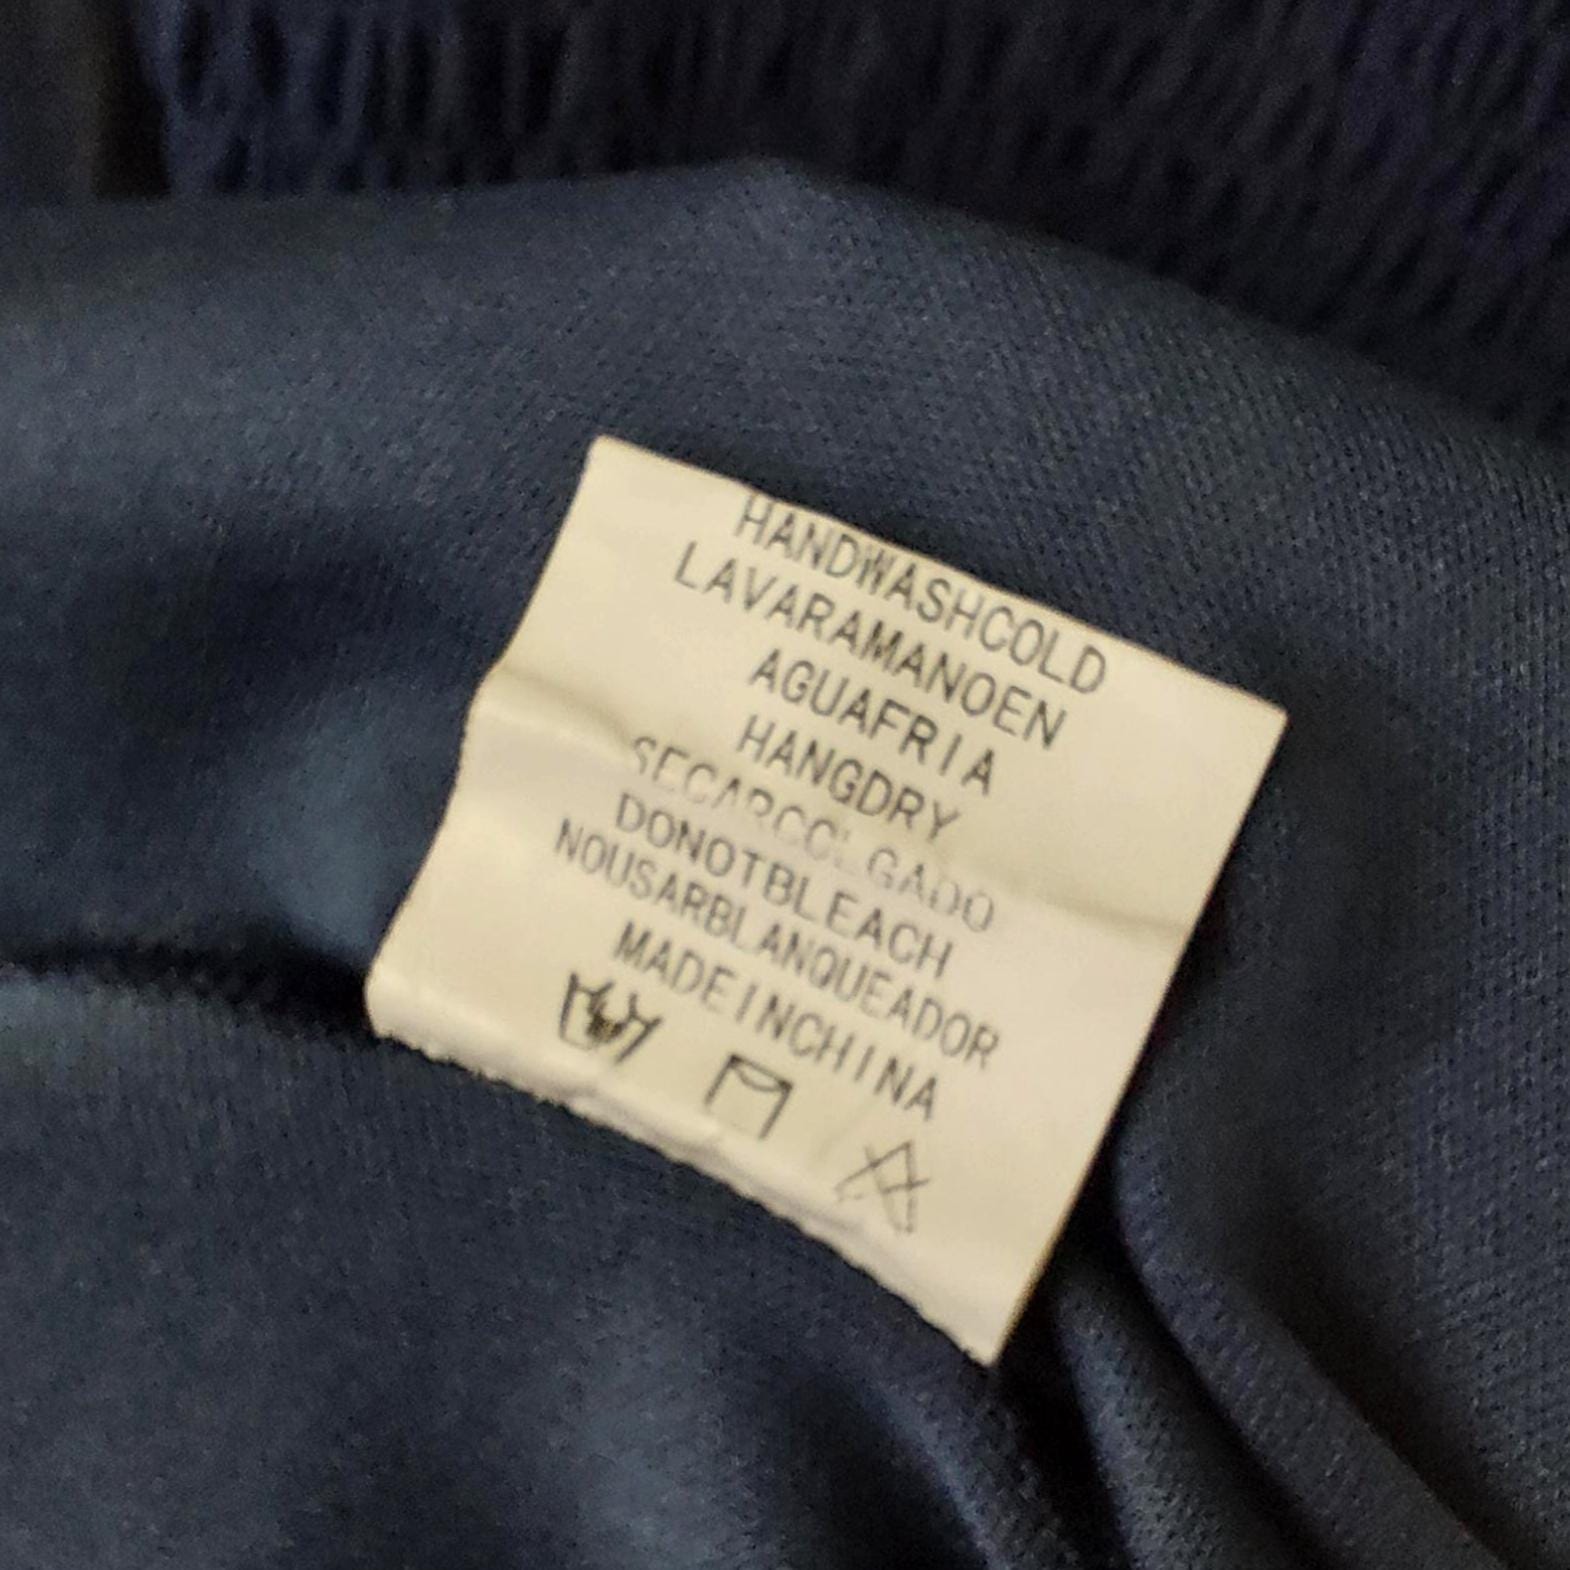 HANDWASHCOLD
LAVARAMANOEN
AGUAFRIA
HANGDRY
SECARCOLGADO
DONOTBLEACH
NOUSARBLANQUEADOR
MADEINCHINA